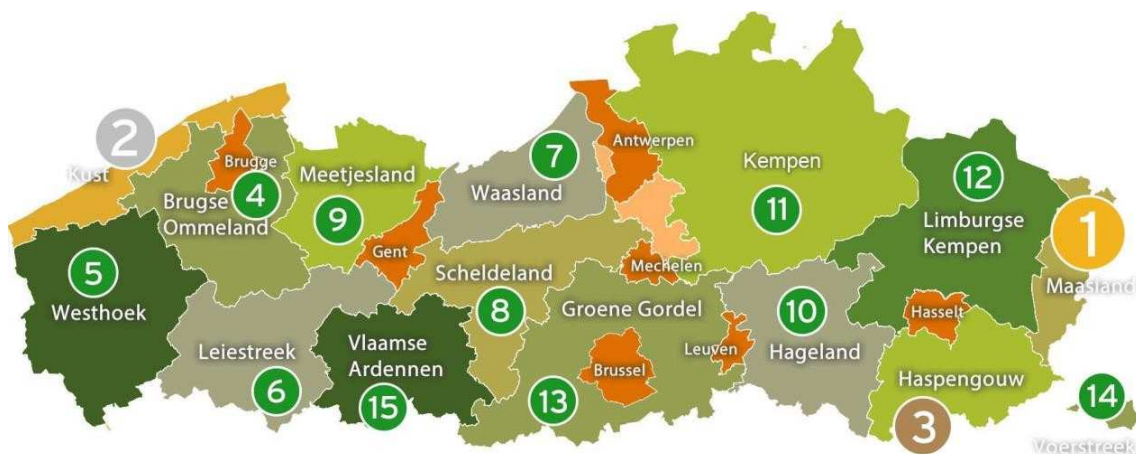 2
Kust
Brugge
4
Brugse
Ommeland
Meetjesland
9
Gent
7
Waasland
Antwerpen
Kempen
11
12
Limburgse
Kempen
1
Maasland
5
Westhoek
Scheldeland
8
Mechelen
Groene Gordel
10
Hageland
Hasselt
Leiestreek
6
Vlaamse
Ardennen
15
Brussel
Leuven
13
Haspengouw
3
14
Voerstreek